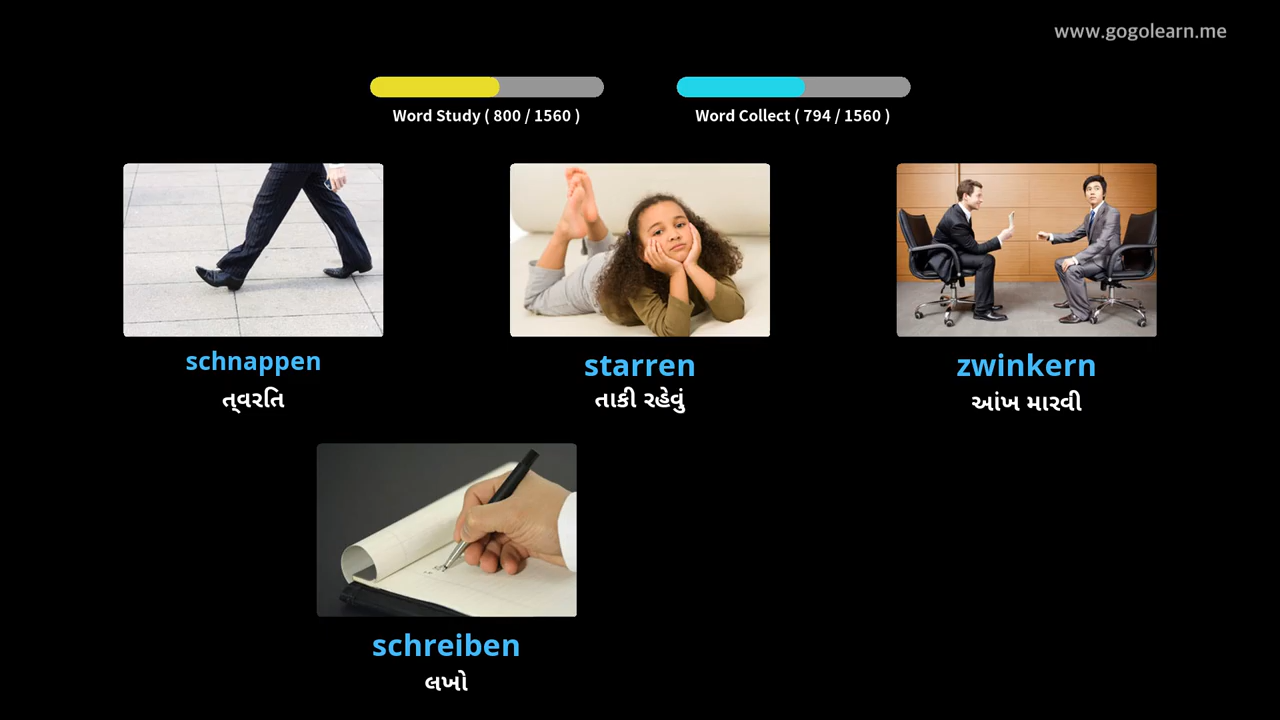 www.gogolearn.me
Word Study ( 800 / 1560 )
Word Collect ( 794 / 1560 )
schnappen
ત્વરતિ
starren
તાકી રહેવું
zwinkern
આંખ મારવી
schreiben
લખો